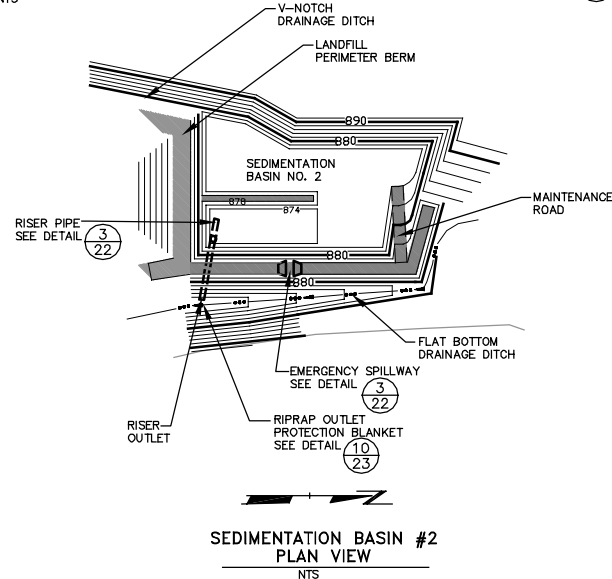 NTS
V-NOTCH
DRAINAGE DITCH
LANDFILL
PERIMETER BERM
890
880
SEDIMENTATION
BASIN NO. 2
878
874
MAINTENANCE
ROAD
RISER PIPE
SEE DETAIL
3
22
880
880
FLAT BOTTOM
DRAINAGE DITCH
EMERGENCY SPILLWAY
SEE DETAIL
3
22
RISER
OUTLET
RIPRAP OUTLET
PROTECTION BLANKET
SEE DETAIL
10
23
Z
SEDIMENTATION BASIN #2
PLAN VIEW
NTS